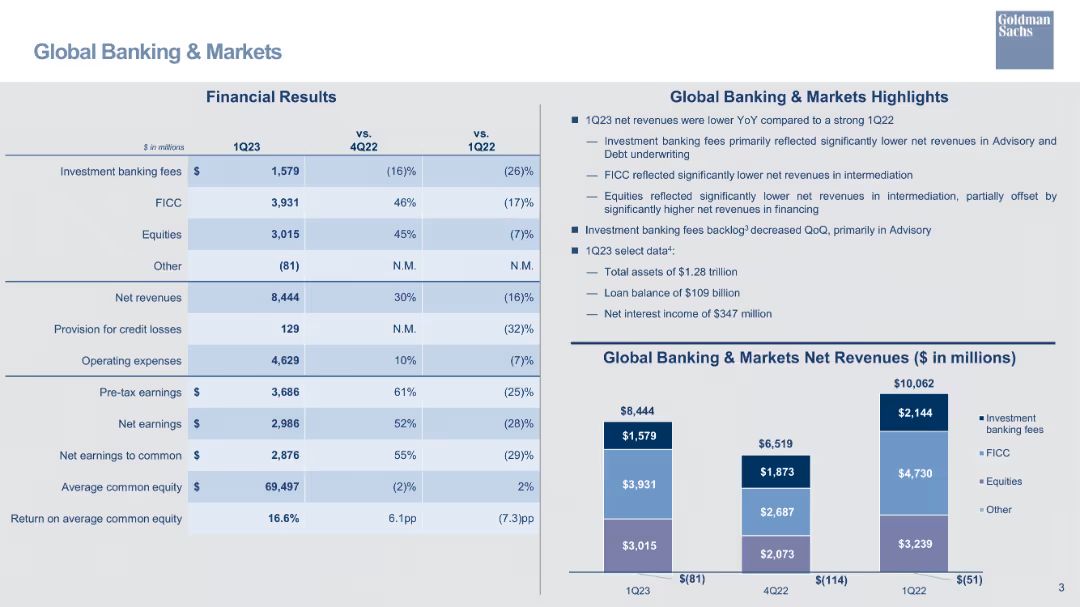 Goldman
Sachs
Global Banking & Markets
Financial Results
$ in millions 1Q23 vs. 4Q22 vs. 1Q22
Investment banking fees $ 1,579 (16)% (26)%
FICC 3,931 46% (17)%
Equities 3,015 45% (7)%
Other (81) N.M. N.M.
Net revenues 8,444 30% (16)%
Provision for credit losses 129 N.M. (32)%
Operating expenses 4,629 10% (7)%
Pre-tax earnings $ 3,686 61% (25)%
Net earnings $ 2,986 52% (28)%
Net earnings to common $ 2,876 55% (29)%
Average common equity $ 69,497 (2)% 2%
Return on average common equity 16.6% 6.1pp (7.3)pp
Global Banking & Markets Highlights
■ 1Q23 net revenues were lower YoY compared to a strong 1Q22
— Investment banking fees primarily reflected significantly lower net revenues in Advisory and
Debt underwriting
— FICC reflected significantly lower net revenues in intermediation
— Equities reflected significantly lower net revenues in intermediation, partially offset by
significantly higher net revenues in financing
■ Investment banking fees backlog³ decreased QoQ, primarily in Advisory
■ 1Q23 select data⁴:
— Total assets of $1.28 trillion
— Loan balance of $109 billion
— Net interest income of $347 million
Global Banking & Markets Net Revenues ($ in millions)
$8,444
$1,579
$3,931
$3,015
$(81)
1Q23
$6,519
$1,873
$2,687
$2,073
$(114)
4Q22
$10,062
$2,144
$4,730
$3,239
$(51)
1Q22
Investment
banking fees
FICC
Equities
Other
3